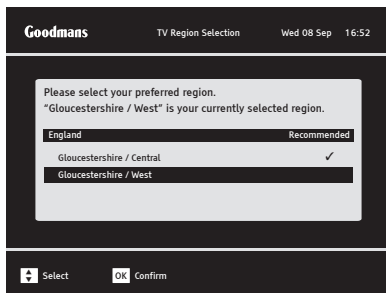 Goodmans TV Region Selection Wed 08 Sep 16:52
Please select your preferred region.
“Gloucestershire / West” is your currently selected region.
England Recommended
Gloucestershire / Central ✓
Gloucestershire / West
Select OK Confirm